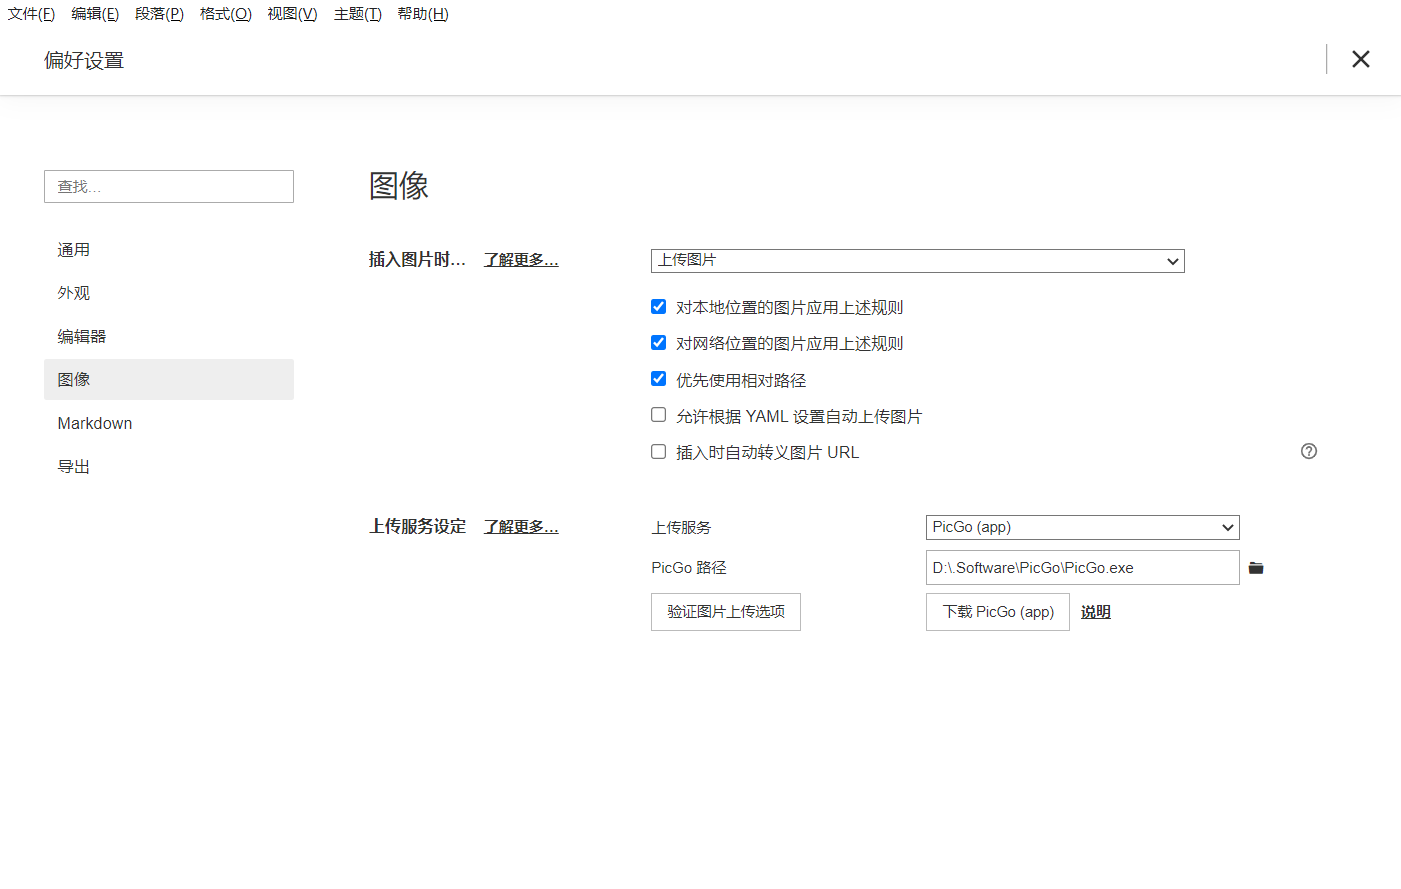 文件(F) 编辑(E) 段落(P) 格式(O) 视图(V) 主题(T) 帮助(H)
偏好设置
查找...
通用
外观
编辑器
图像
Markdown
导出
图像
插入图片时... 了解更多... 上传图片
对本地位置的图片应用上述规则
对网络位置的图片应用上述规则
优先使用相对路径
允许根据 YAML 设置自动上传图片
插入时自动转义图片 URL
上传服务设定 了解更多... 上传服务 PicGo (app)
PicGo 路径 D:\.Software\PicGo\PicGo.exe
验证图片上传选项 下载 PicGo (app) 说明